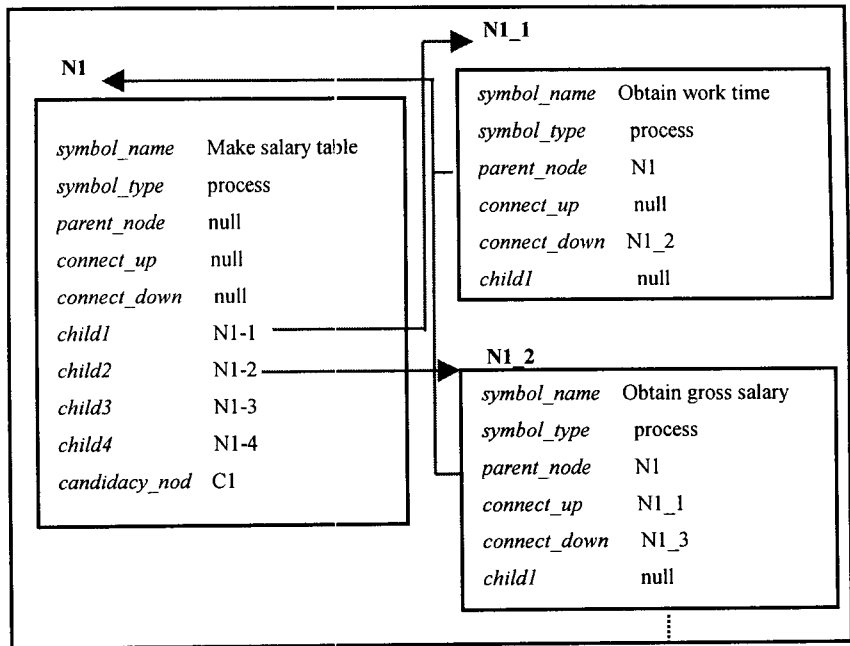 N1
symbol_name Make salary table
symbol_type process
parent_node null
connect_up null
connect_down null
child1 N1-1
child2 N1-2
child3 N1-3
child4 N1-4
candidacy_nod C1
N1_1
symbol_name Obtain work time
symbol_type process
parent_node N1
connect_up null
connect_down N1_2
child1 null
N1_2
symbol_name Obtain gross salary
symbol_type process
parent_node N1
connect_up N1_1
connect_down N1_3
child1 null